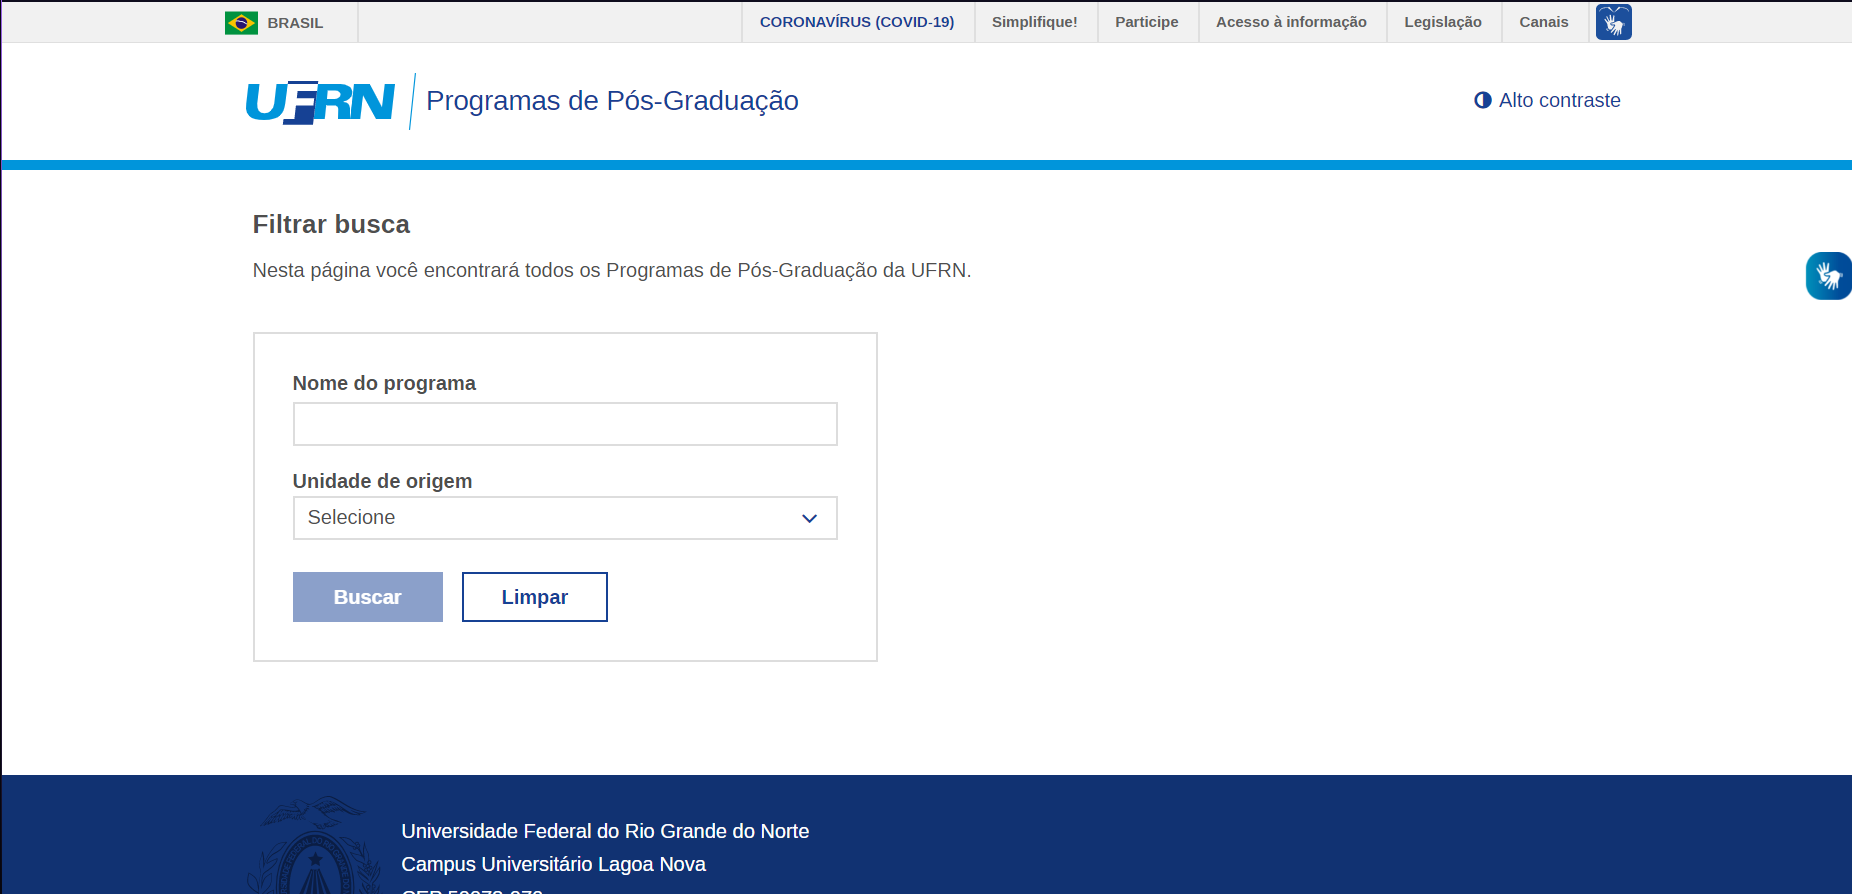 BRASIL
CORONAVÍRUS (COVID-19)
Simplifique!
Participe
Acesso à informação
Legislação
Canais
UFRN
Programas de Pós-Graduação
Alto contraste
Filtrar busca
Nesta página você encontrará todos os Programas de Pós-Graduação da UFRN.
Nome do programa
Unidade de origem
Selecione
Buscar
Limpar
Universidade Federal do Rio Grande do Norte
Campus Universitário Lagoa Nova